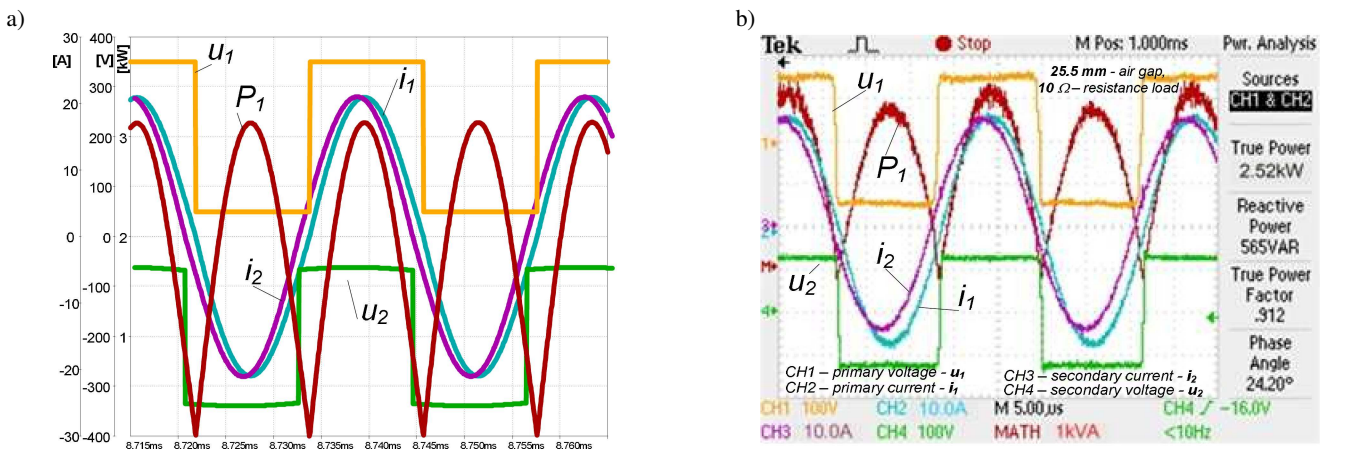 a)
30
20
10
0
-10
-20
-30
[A]
400
300
200
100
0
-100
-200
-300
-400
[V]
[kW]
3
2
1
u1
P1
i1
i2
u2
8.715ms 8.720ms 8.725ms 8.730ms 8.735ms 8.740ms 8.745ms 8.750ms 8.755ms 8.760ms
b)
Tek Stop M Pos: 1.000ms Pwr. Analysis
25.5 mm - air gap,
10 Ω – resistance load
u1
P1
i2
i1
u2
1
3
2
M
4
Sources
CH1 & CH2
True Power
2.52kW
Reactive
Power
565VAR
True Power
Factor
.912
Phase
Angle
24.20°
CH1 – primary voltage - u1
CH2 – primary current - i1
CH3 – secondary current - i2
CH4 – secondary voltage - u2
CH1 100V CH2 10.0A M 5.00µs CH4 -16.0V
CH3 10.0A CH4 100V MATH 1kVA <10Hz